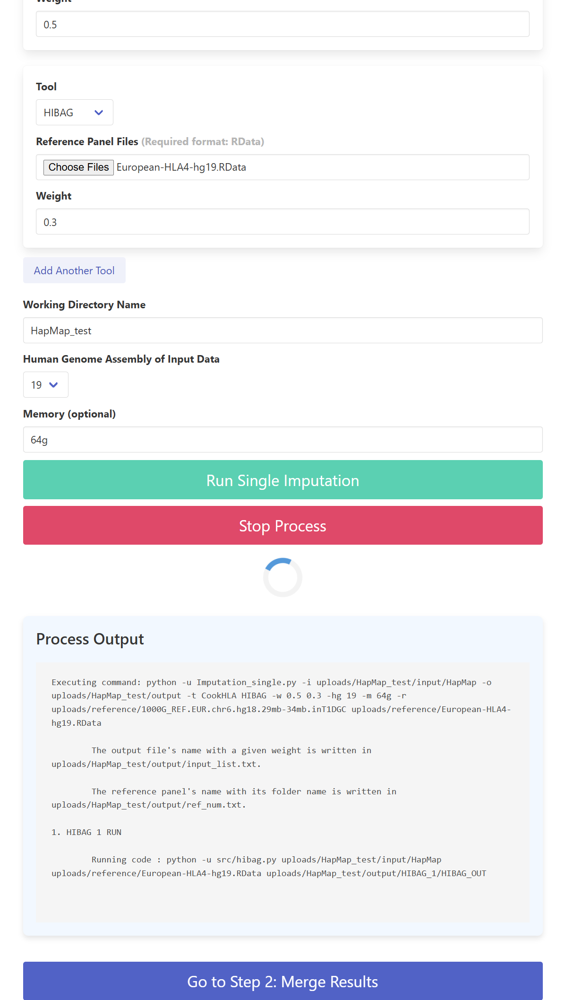 Weight
0.5
Tool
HIBAG
Reference Panel Files (Required format: RData)
Choose Files European-HLA4-hg19.RData
Weight
0.3
Add Another Tool
Working Directory Name
HapMap_test
Human Genome Assembly of Input Data
19
Memory (optional)
64g
Run Single Imputation
Stop Process
Process Output
Executing command: python -u Imputation_single.py -i uploads/HapMap_test/input/HapMap -o
uploads/HapMap_test/output -t CookHLA HIBAG -w 0.5 0.3 -hg 19 -m 64g -r
uploads/reference/1000G_REF.EUR.chr6.hg18.29mb-34mb.inT1DGC uploads/reference/European-HLA4-
hg19.RData
The output file's name with a given weight is written in
uploads/HapMap_test/output/input_list.txt.
The reference panel's name with its folder name is written in
uploads/HapMap_test/output/ref_num.txt.
1. HIBAG 1 RUN
Running code : python -u src/hibag.py uploads/HapMap_test/input/HapMap
uploads/reference/European-HLA4-hg19.RData uploads/HapMap_test/output/HIBAG_1/HIBAG_OUT
Go to Step 2: Merge Results